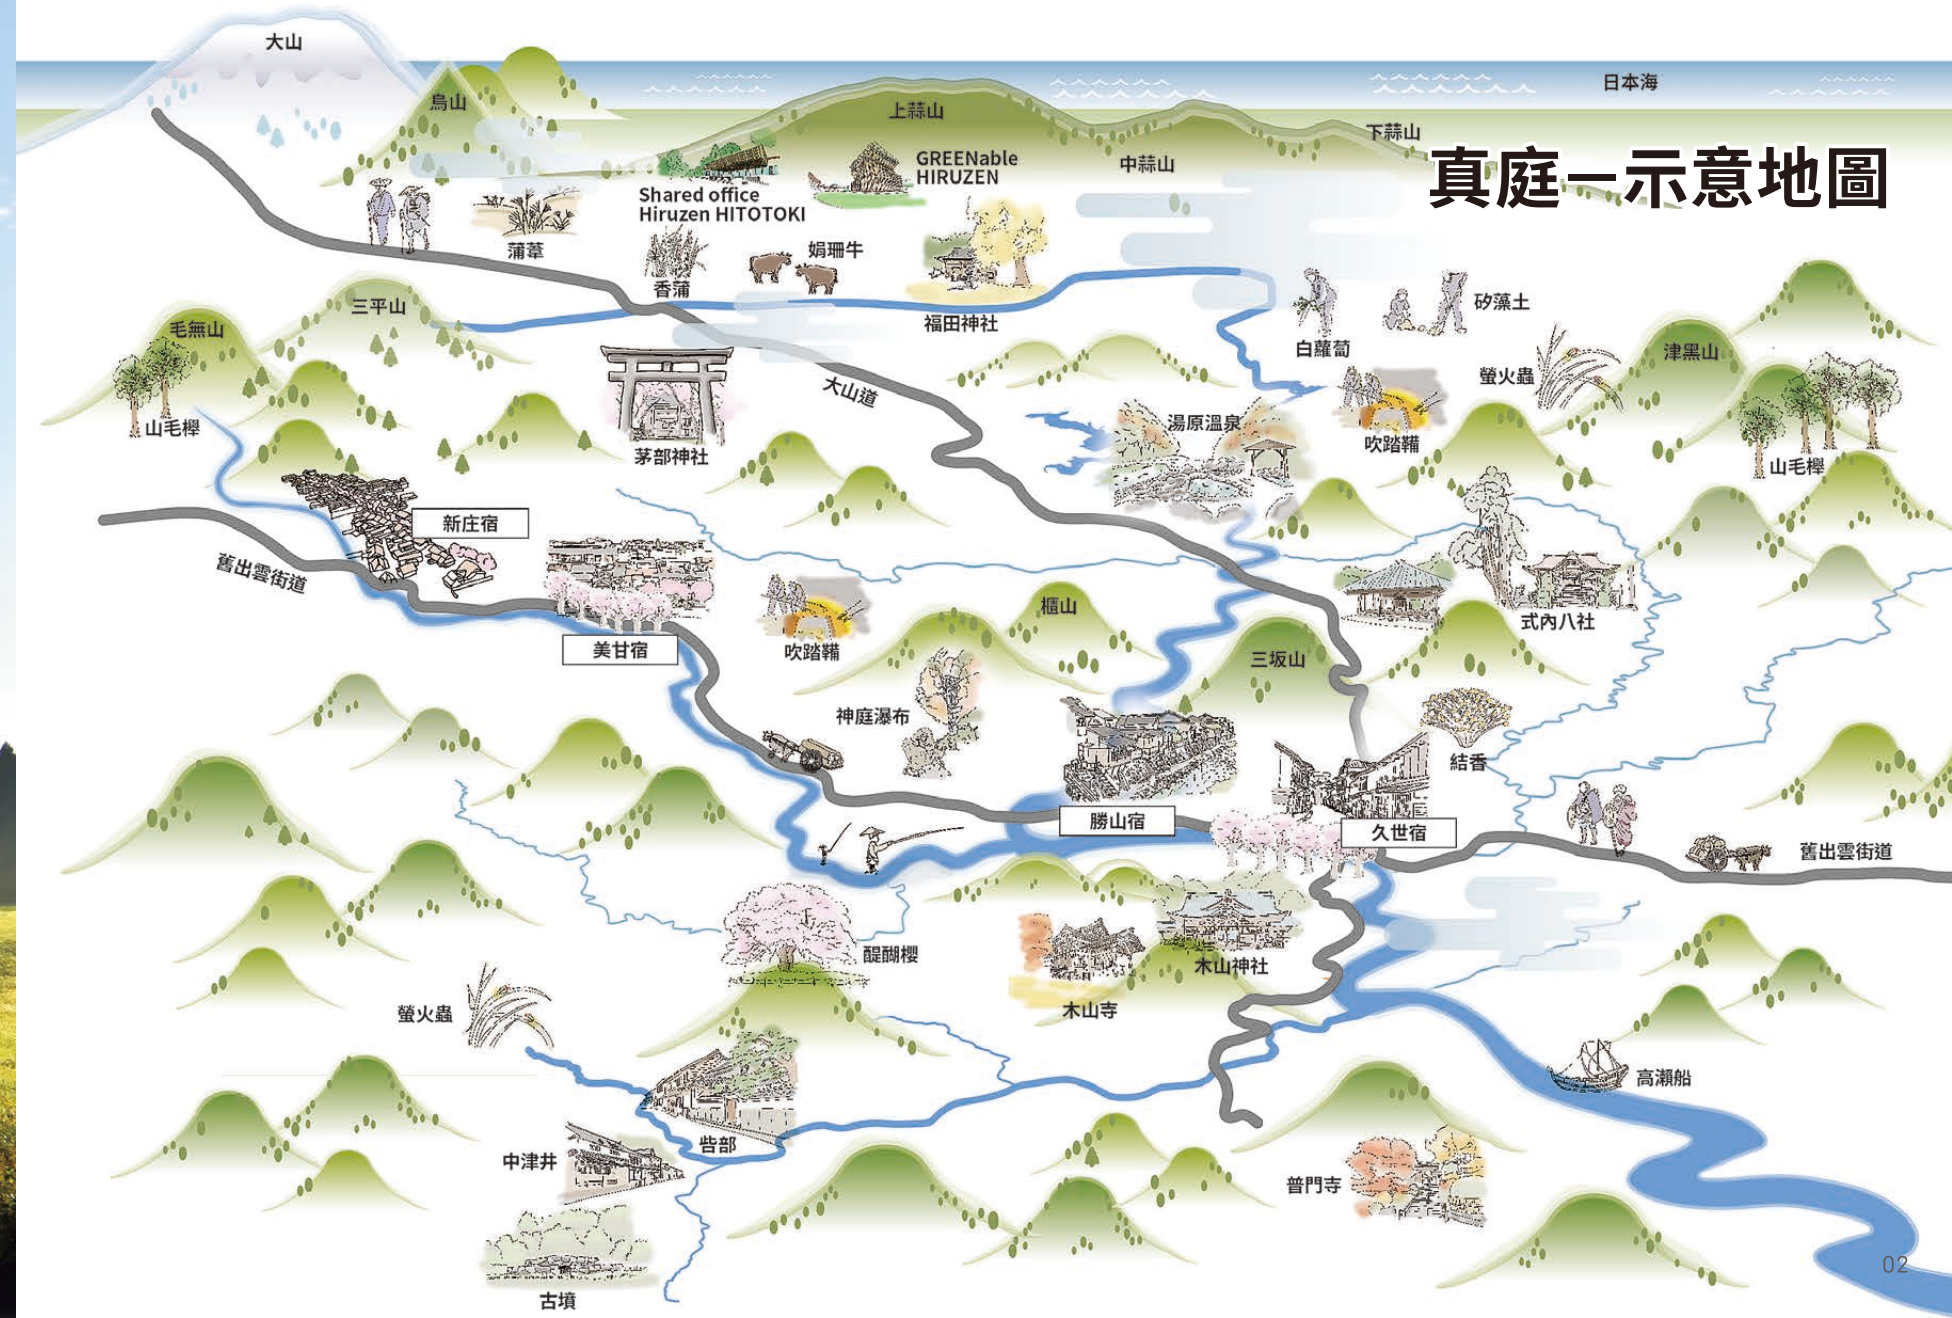 大山
日本海
烏山
上蒜山
下蒜山
中蒜山
真庭—示意地圖
GREENable
HIRUZEN
Shared office
Hiruzen HITOTOKI
蒲葦
娟珊牛
香蒲
福田神社
三平山
毛無山
白蘿蔔
矽藻土
螢火蟲
津黑山
山毛櫸
大山道
茅部神社
湯原溫泉
吹踏鞴
山毛櫸
新庄宿
舊出雲街道
美甘宿
吹踏鞴
櫃山
三坂山
式內八社
神庭瀑布
結香
勝山宿
久世宿
舊出雲街道
醍醐櫻
木山神社
木山寺
螢火蟲
高瀨船
呰部
中津井
普門寺
古墳
02